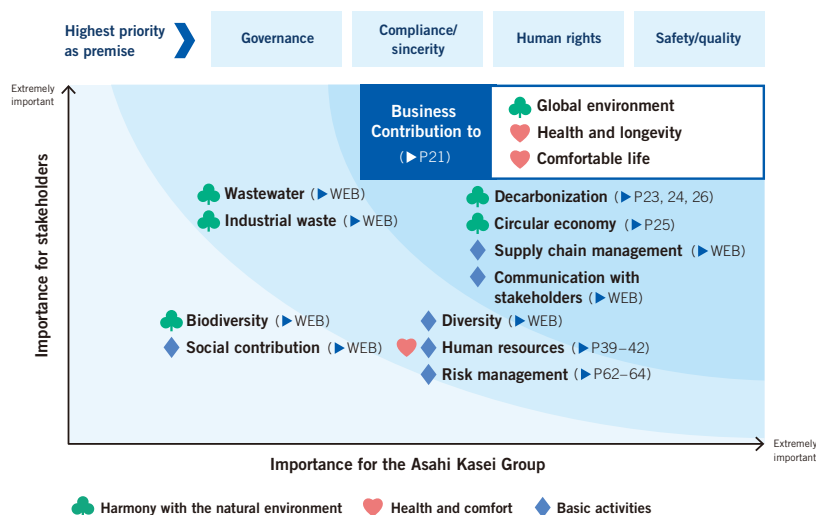 Highest priority
as premise
Governance
Compliance/
sincerity
Human rights
Safety/quality
Extremely
important
Business
Contribution to
(▶P21)
Global environment
Health and longevity
Comfortable life
Wastewater (▶WEB)
Industrial waste (▶WEB)
Decarbonization (▶P23, 24, 26)
Circular economy (▶P25)
Supply chain management (▶WEB)
Communication with
stakeholders (▶WEB)
Biodiversity (▶WEB)
Social contribution (▶WEB)
Diversity (▶WEB)
Human resources (▶P39–42)
Risk management (▶P62–64)
Importance for stakeholders
Extremely
important
Importance for the Asahi Kasei Group
Harmony with the natural environment
Health and comfort
Basic activities